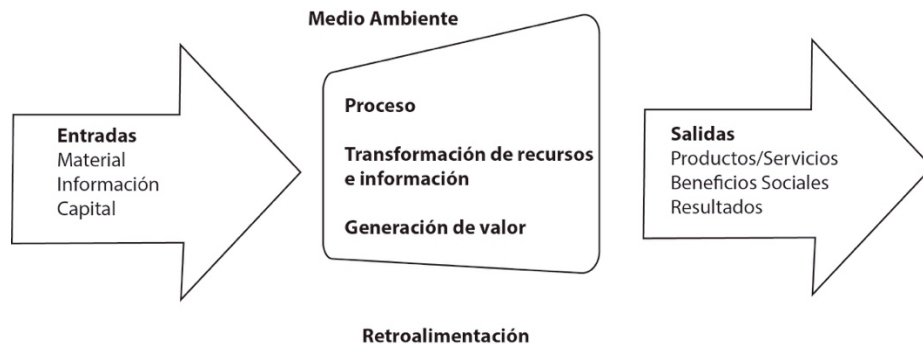 Medio Ambiente
Entradas
Material
Información
Capital
Proceso
Transformación de recursos
e información
Generación de valor
Salidas
Productos/Servicios
Beneficios Sociales
Resultados
Retroalimentación